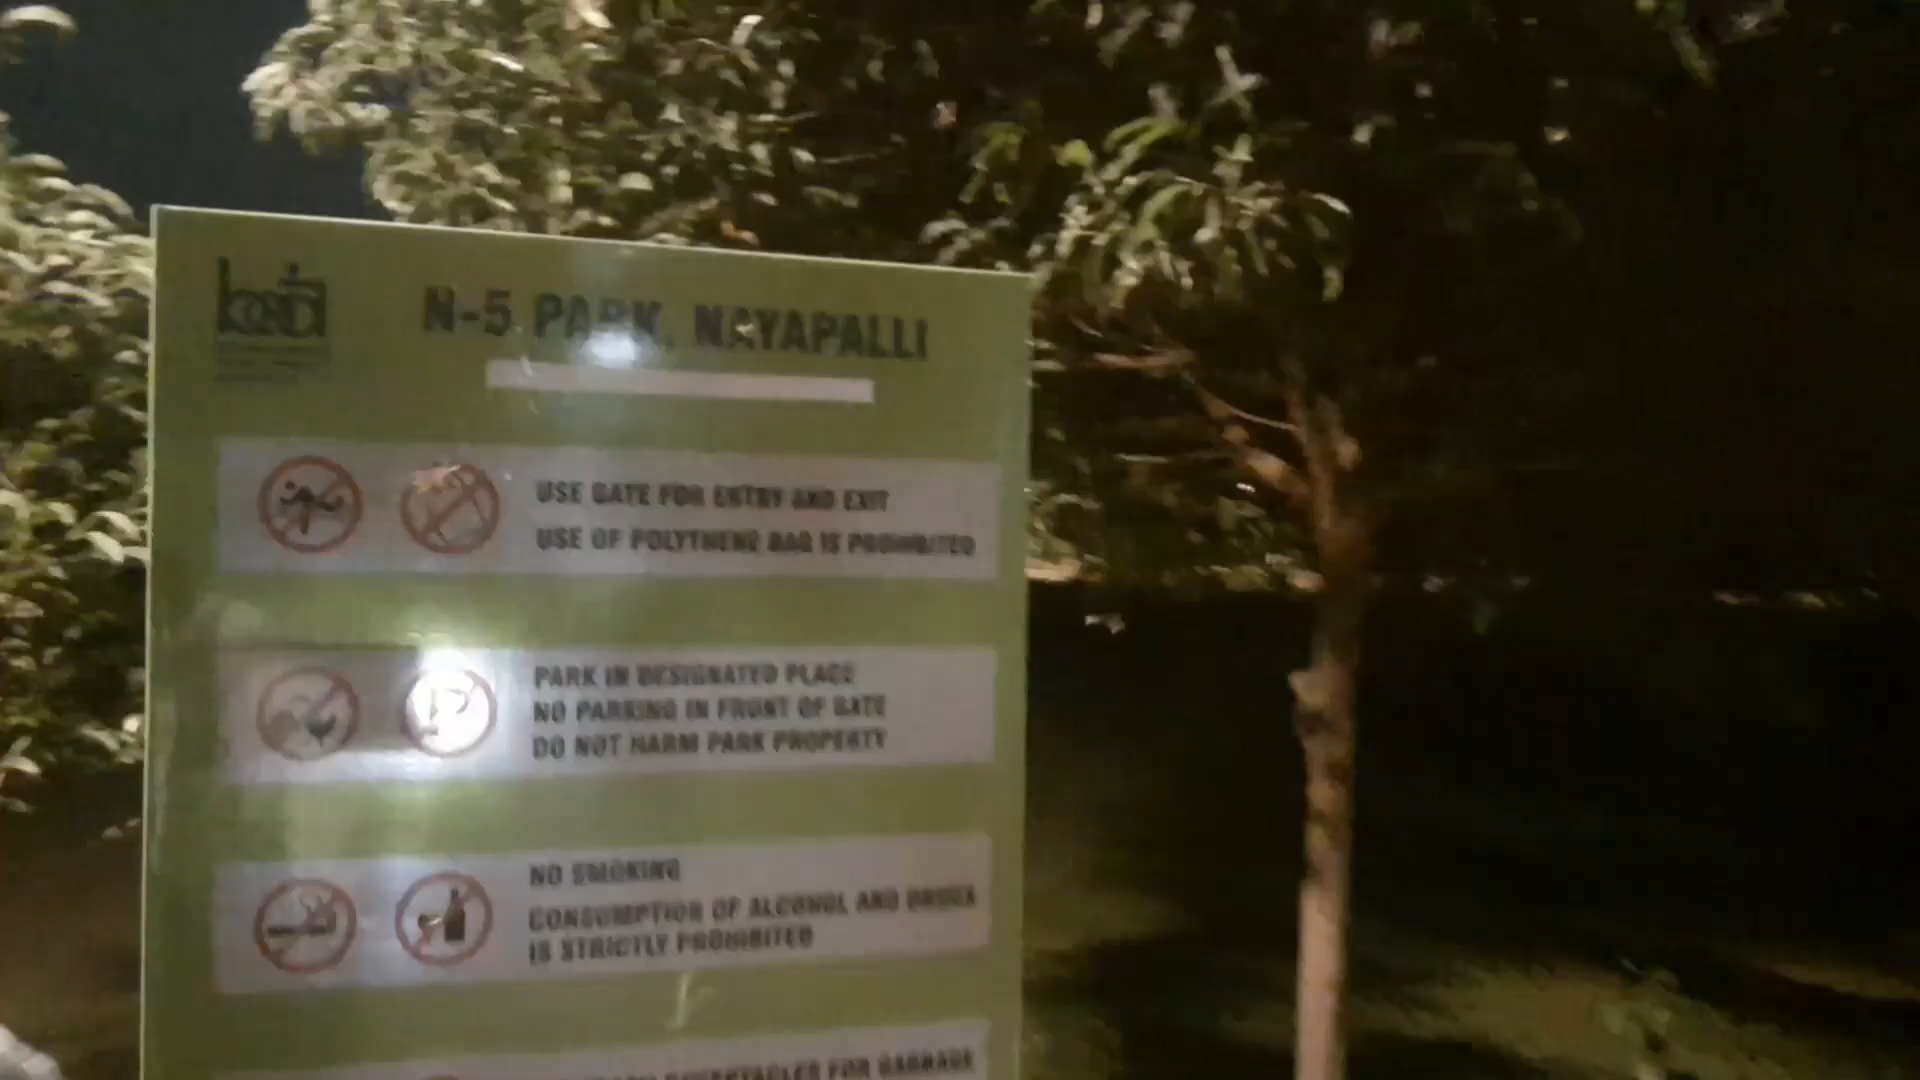 N-5 PARK, NAYAPALLI
USE GATE FOR ENTRY AND EXIT
USE OF POLYTHENE BAG IS PROHIBITED
PARK IN DESIGNATED PLACE
NO PARKING IN FRONT OF GATE
DO NOT HARM PARK PROPERTY
NO SMOKING
CONSUMPTION OF ALCOHOL AND DRUGS
IS STRICTLY PROHIBITED
FOR GARBAGE